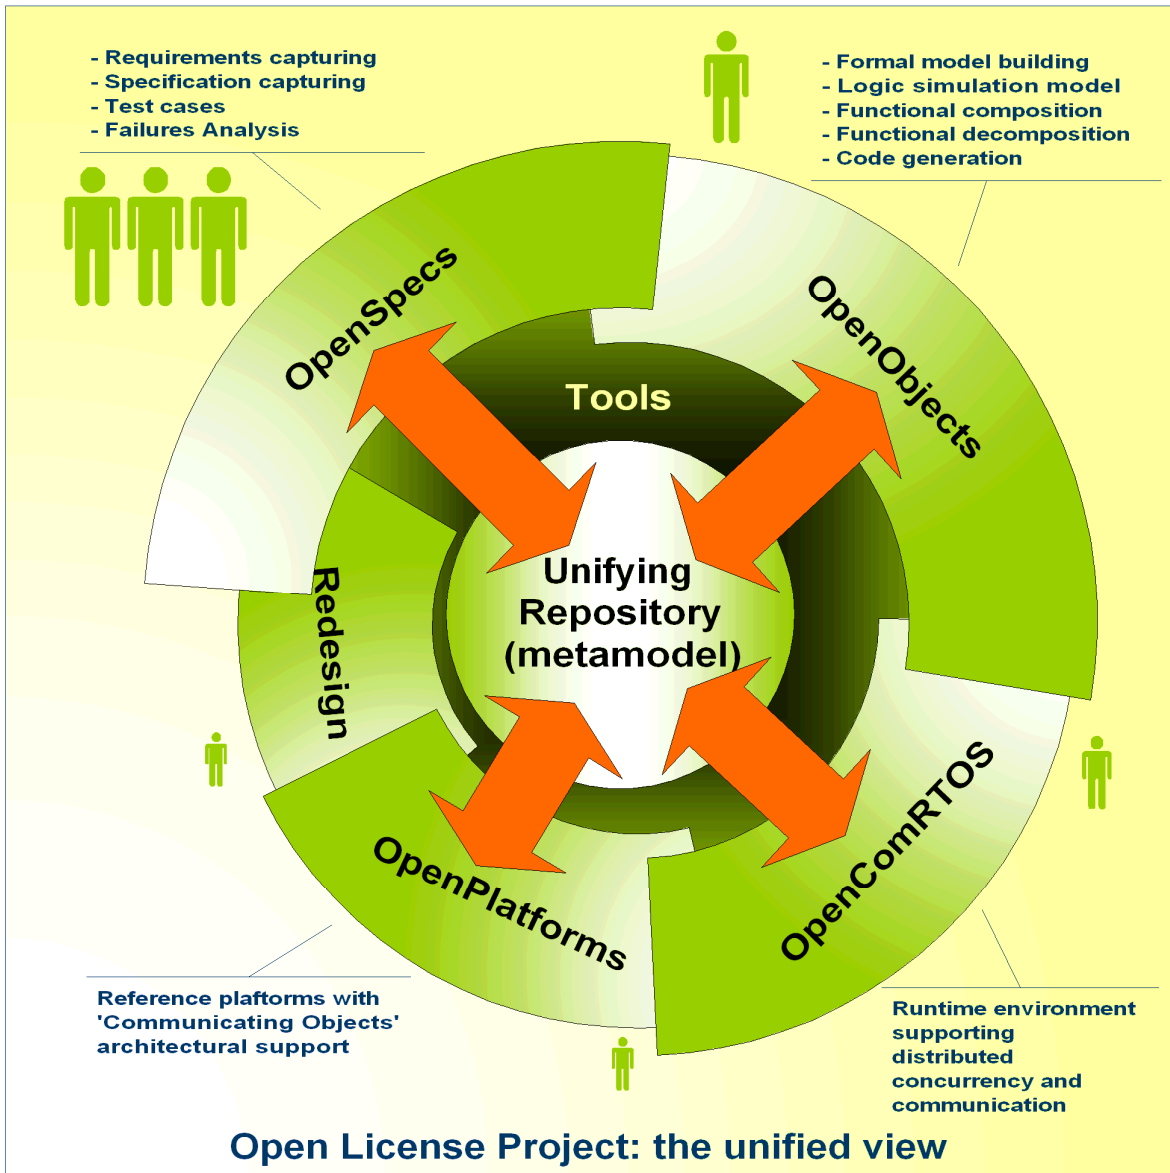 - Requirements capturing
- Specification capturing
- Test cases
- Failures Analysis
- Formal model building
- Logic simulation model
- Functional composition
- Functional decomposition
- Code generation
OpenSpecs
OpenObjects
Tools
Unifying
Repository
(metamodel)
Redesign
OpenPlatforms
OpenComRTOS
Reference plaftorms with
'Communicating Objects'
architectural support
Runtime environment
supporting
distributed
concurrency and
communication
Open License Project: the unified view